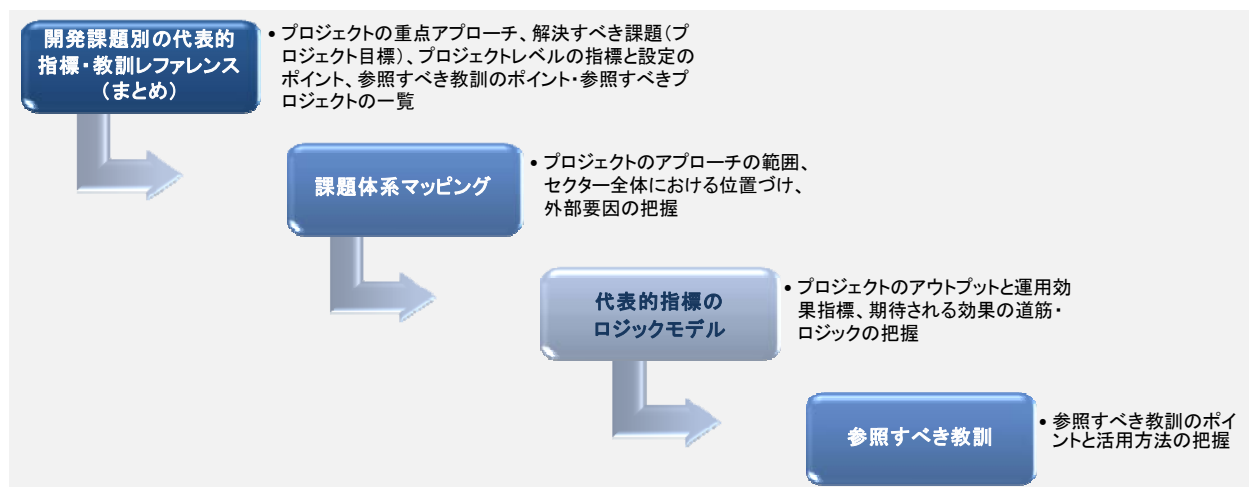 開発課題別の代表的
指標・教訓レファレンス
（まとめ）
• プロジェクトの重点アプローチ、解決すべき課題（プ
ロジェクト目標）、プロジェクトレベルの指標と設定の
ポイント、参照すべき教訓のポイント・参照すべきプ
ロジェクトの一覧
課題体系マッピング
• プロジェクトのアプローチの範囲、
セクター全体における位置づけ、
外部要因の把握
代表的指標の
ロジックモデル
• プロジェクトのアウトプットと運用効
果指標、期待される効果の道筋・
ロジックの把握
参照すべき教訓
• 参照すべき教訓のポイ
ントと活用方法の把握